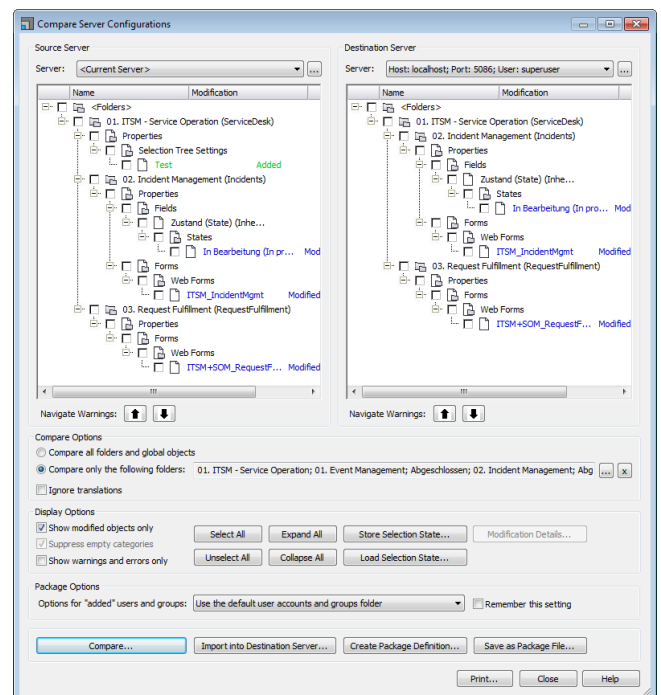 Compare Server Configurations
Source Server
Server: <Current Server> ...
Name Modification
<Folders>
01. ITSM - Service Operation (ServiceDesk)
Properties
Selection Tree Settings
Test Added
02. Incident Management (Incidents)
Properties
Fields
Zustand (State) (Inhe...
States
In Bearbeitung (In pr... Mod
Forms
Web Forms
ITSM_IncidentMgmt Modified
03. Request Fulfillment (RequestFulfillment)
Properties
Forms
Web Forms
ITSM+SOM_RequestF... Modified
Navigate Warnings:
Destination Server
Server: Host: localhost; Port: 5086; User: superuser ...
Name Modification
<Folders>
01. ITSM - Service Operation (ServiceDesk)
02. Incident Management (Incidents)
Properties
Fields
Zustand (State) (Inhe...
States
In Bearbeitung (In pro... Mod
Forms
Web Forms
ITSM_IncidentMgmt Modified
03. Request Fulfillment (RequestFulfillment)
Properties
Forms
Web Forms
ITSM+SOM_RequestF... Modified
Navigate Warnings:
Compare Options
Compare all folders and global objects
Compare only the following folders: 01. ITSM - Service Operation; 01. Event Management; Abgeschlossen; 02. Incident Management; Abg ... x
Ignore translations
Display Options
Show modified objects only
Select All Expand All Store Selection State... Modification Details...
Suppress empty categories
Show warnings and errors only
Unselect All Collapse All Load Selection State...
Package Options
Options for "added" users and groups: Use the default user accounts and groups folder Remember this setting
Compare... Import into Destination Server... Create Package Definition... Save as Package File...
Print... Close Help